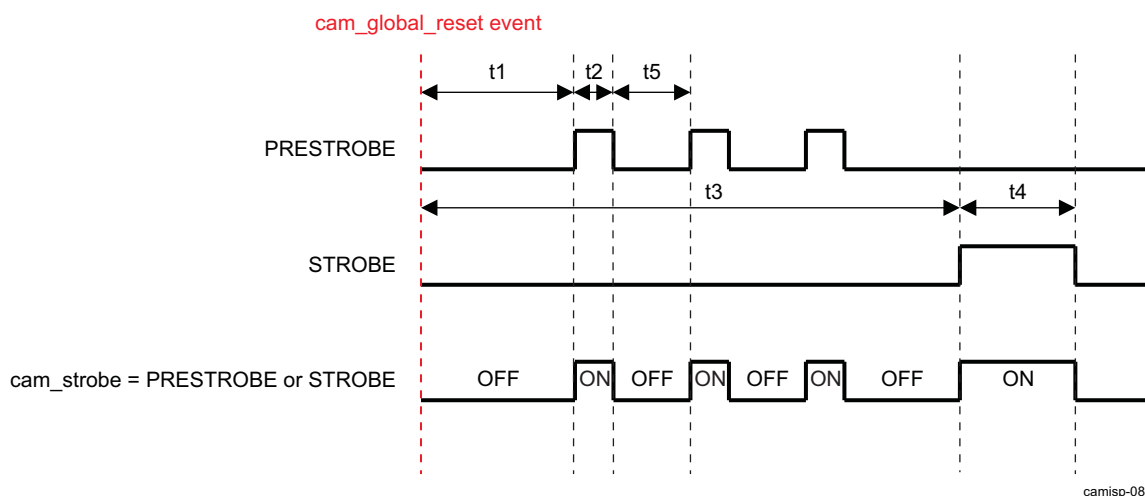 cam_global_reset event
t1
t2
t5
PRESTROBE
t3
t4
STROBE
cam_strobe = PRESTROBE or STROBE
OFF
ON
OFF
ON
OFF
ON
OFF
ON
camisp-083